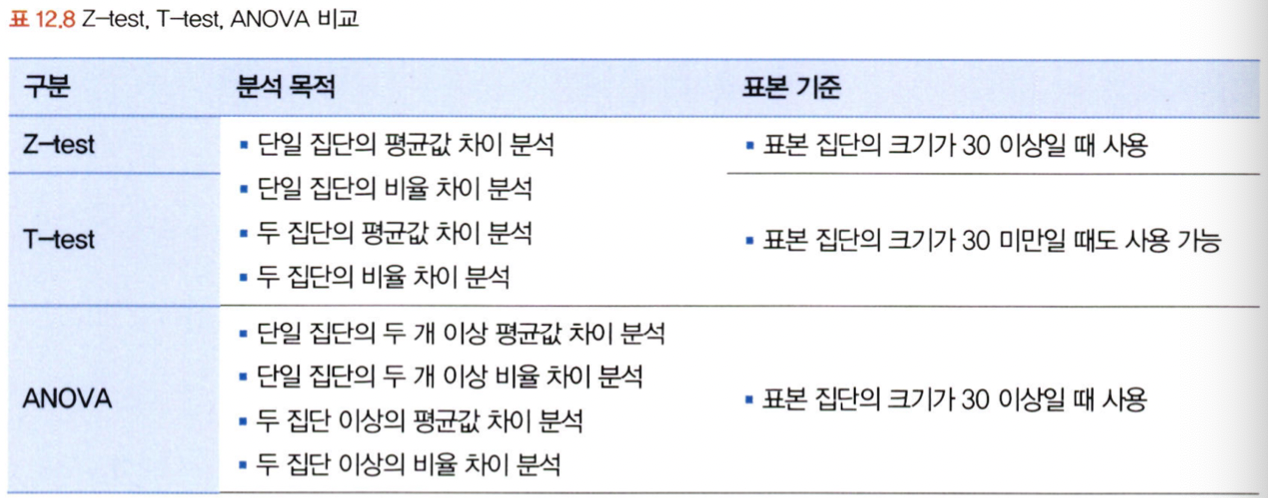 표 12.8 Z-test, T-test, ANOVA 비교
구분 분석 목적 표본 기준
Z-test
▪ 단일 집단의 평균값 차이 분석
▪ 단일 집단의 비율 차이 분석
▪ 표본 집단의 크기가 30 이상일 때 사용
T-test
▪ 두 집단의 평균값 차이 분석
▪ 두 집단의 비율 차이 분석
▪ 표본 집단의 크기가 30 미만일 때도 사용 가능
ANOVA
▪ 단일 집단의 두 개 이상 평균값 차이 분석
▪ 단일 집단의 두 개 이상 비율 차이 분석
▪ 두 집단 이상의 평균값 차이 분석
▪ 두 집단 이상의 비율 차이 분석
▪ 표본 집단의 크기가 30 이상일 때 사용